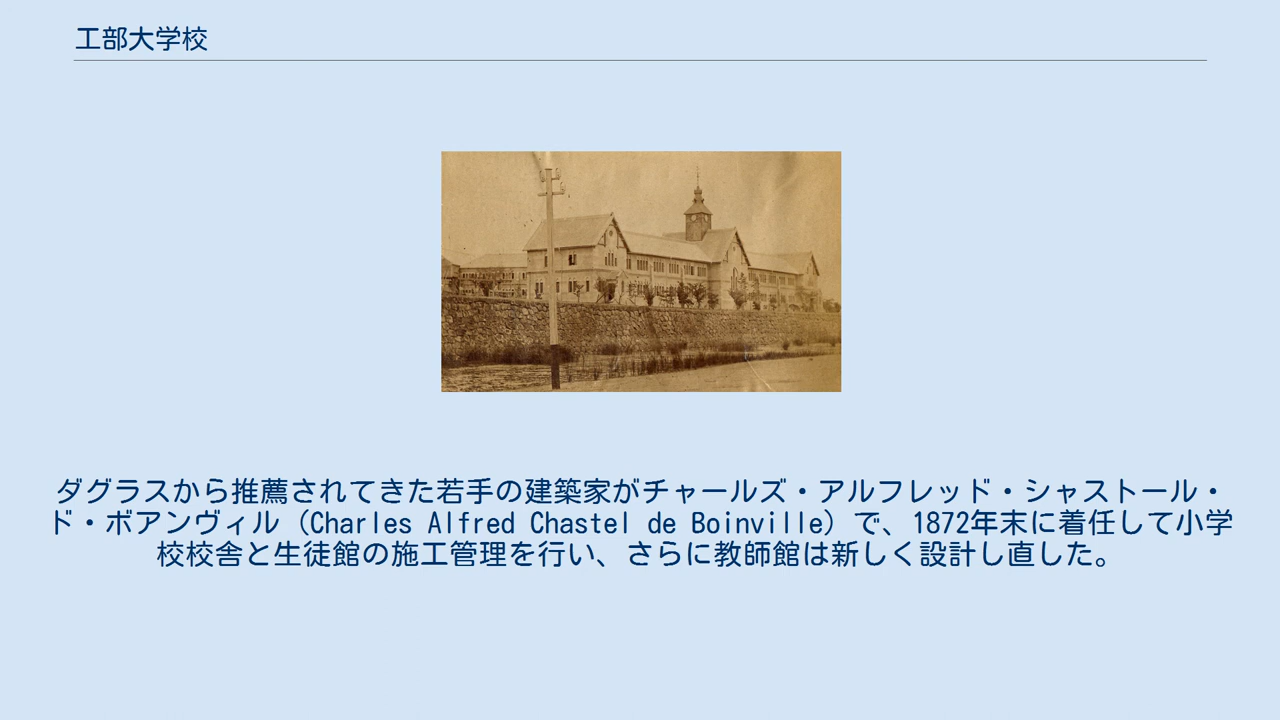 工部大学校
ダグラスから推薦されてきた若手の建築家がチャールズ・アルフレッド・シャストール・
ド・ボアンヴィル（Charles Alfred Chastel de Boinville）で、1872年末に着任して小学
校校舎と生徒館の施工管理を行い、さらに教師館は新しく設計し直した。